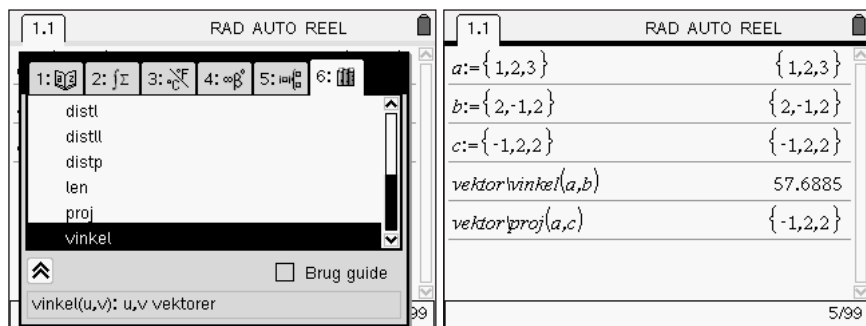 1.1 RAD AUTO REEL
1: 2: ∫Σ 3: °C°F 4: ∞β° 5: 6:
distl
distll
distp
len
proj
vinkel
Brug guide
vinkel(u,v): u,v vektorer
99
1.1 RAD AUTO REEL
a:={1,2,3} {1,2,3}
b:={2,-1,2} {2,-1,2}
c:={-1,2,2} {-1,2,2}
vektor\vinkel(a,b) 57.6885
vektor\proj(a,c) {-1,2,2}
5/99